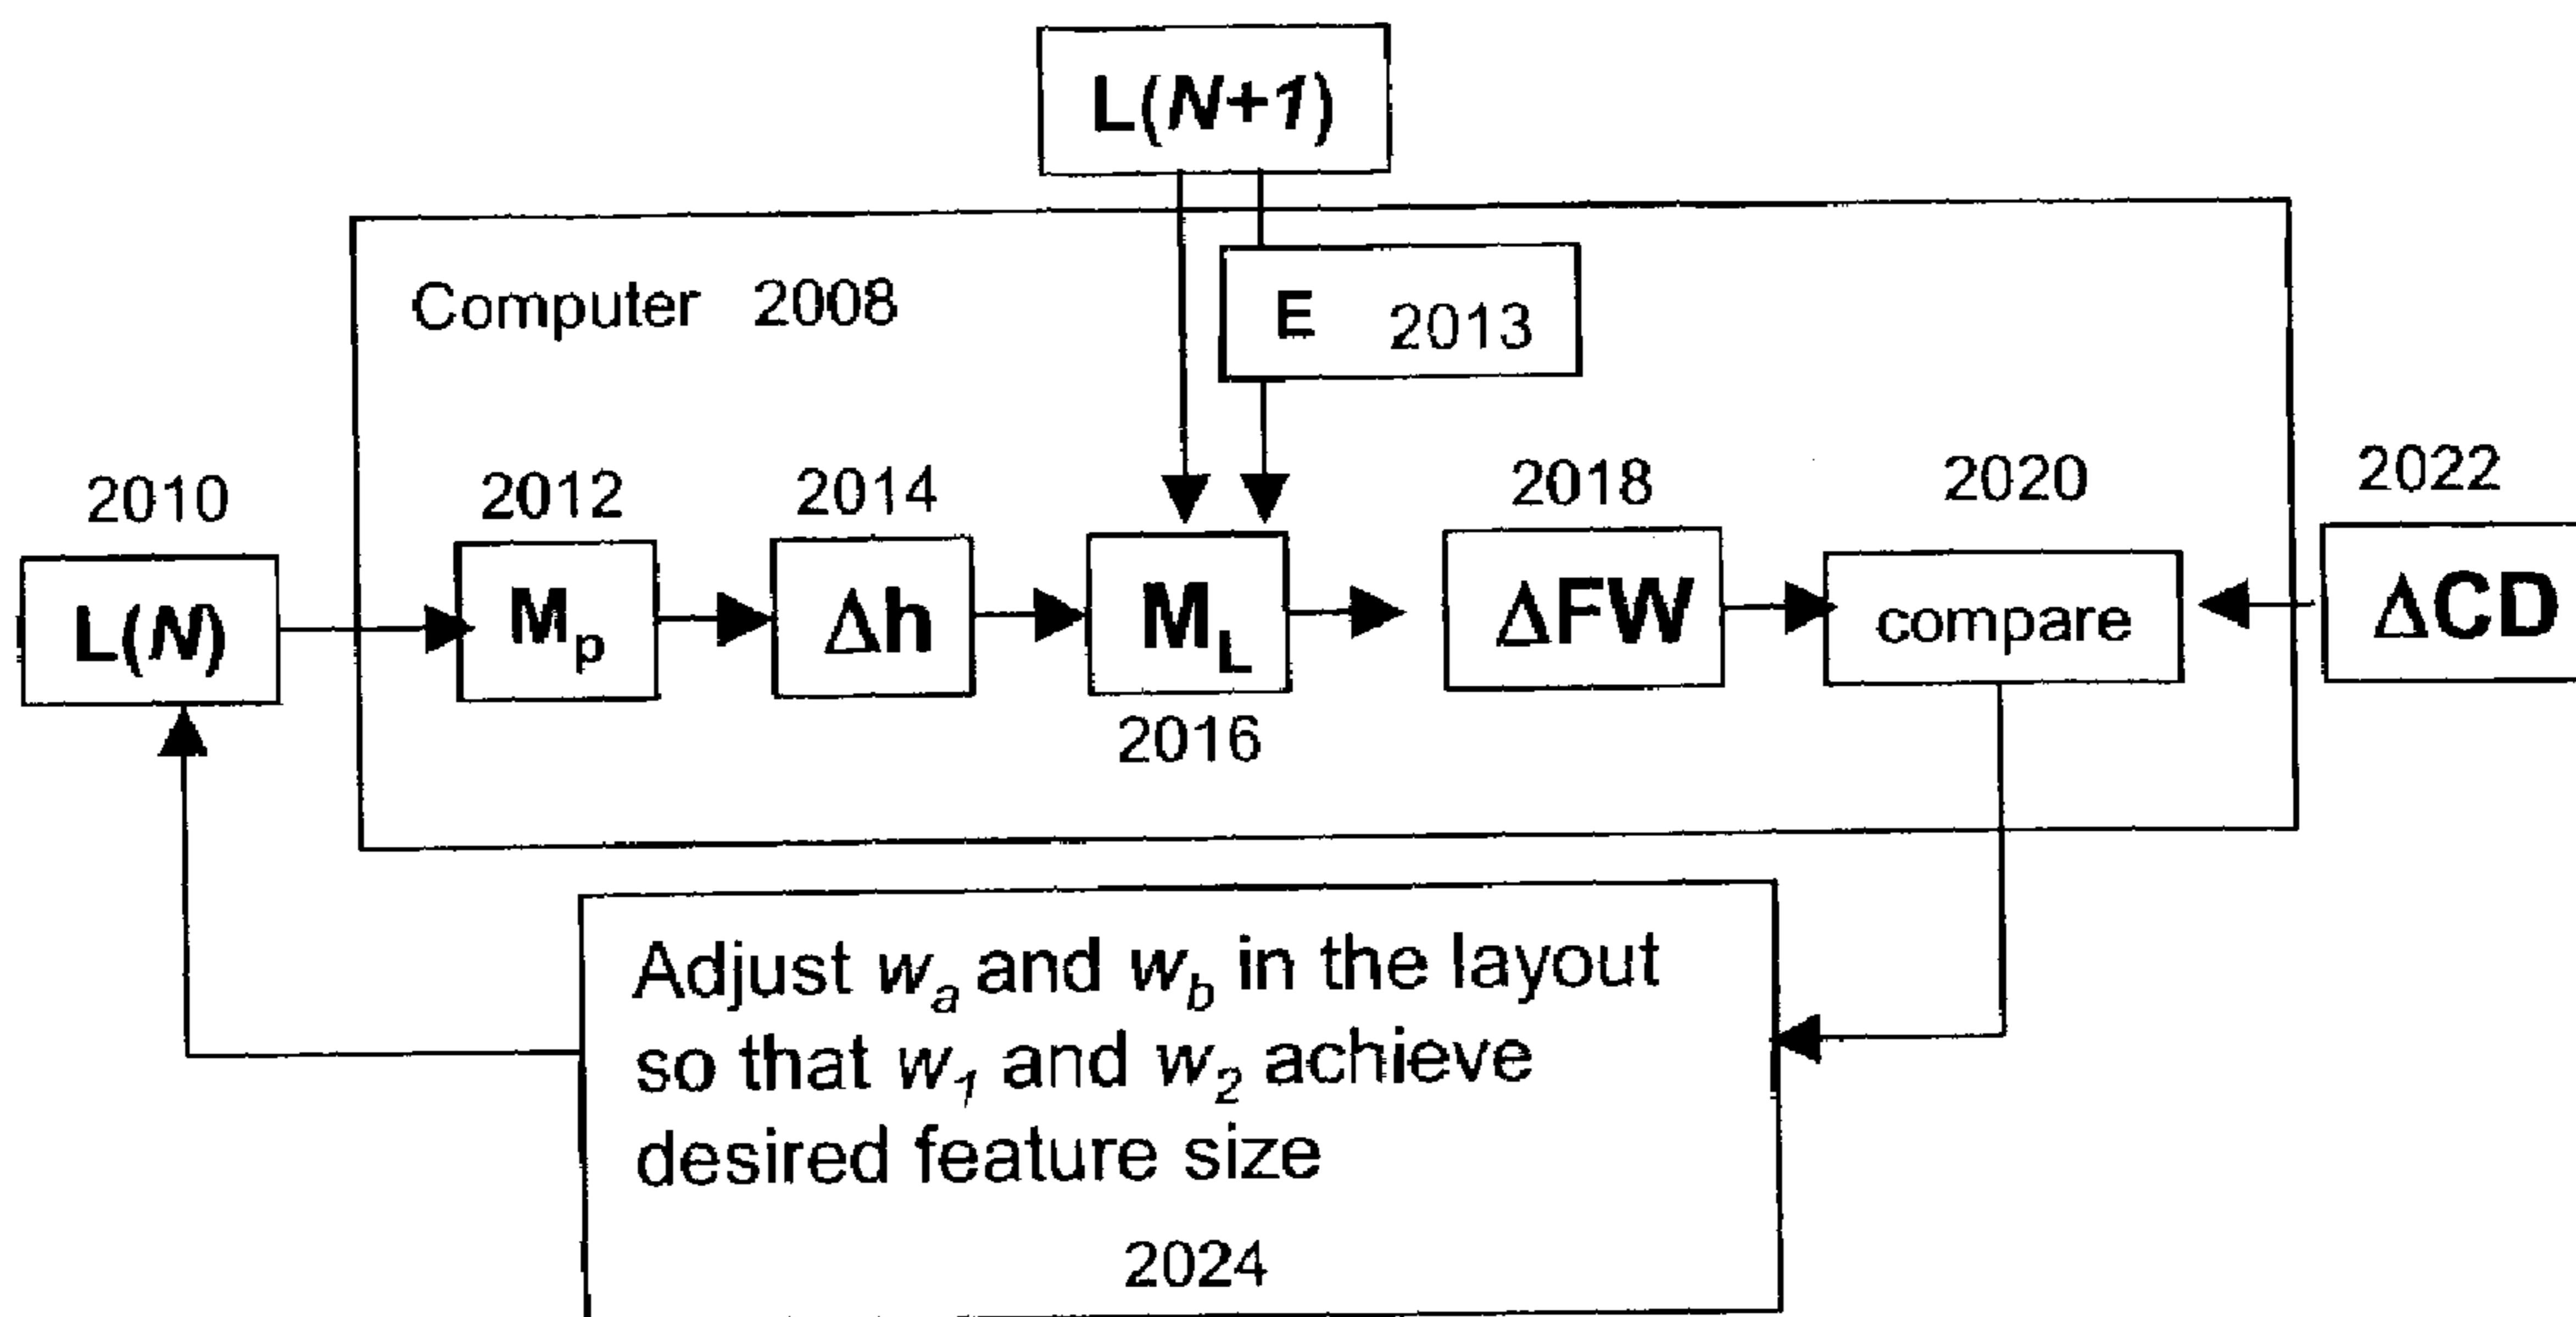 L(N+1)
Computer 2008
E 2013
2010
2012
2014
2018
2020
2022
L(N)
Mp
Δh
ML
ΔFW
compare
ΔCD
2016
Adjust wa and wb in the layout
so that w1 and w2 achieve
desired feature size
2024